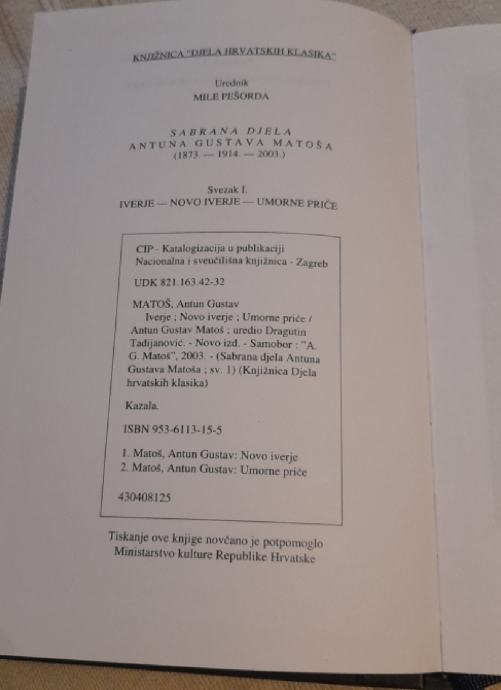 KNJIŽNICA "DJELA HRVATSKIH KLASIKA"
Urednik
MILE PEŠORDA
SABRANA DJELA
ANTUNA GUSTAVA MATOŠA
(1873. — 1914. — 2003.)
Svezak I.
IVERJE — NOVO IVERJE — UMORNE PRIČE
CIP - Katalogizacija u publikaciji
Nacionalna i sveučilišna knjižnica - Zagreb
UDK 821.163.42-32
MATOŠ, Antun Gustav
Iverje ; Novo iverje ; Umorne priče /
Antun Gustav Matoš ; uredio Dragutin
Tadijanović. - Novo izd. - Samobor : "A.
G. Matoš", 2003. - (Sabrana djela Antuna
Gustava Matoša ; sv. 1) (Knjižnica Djela
hrvatskih klasika)
Kazala.
ISBN 953-6113-15-5
1. Matoš, Antun Gustav: Novo iverje
2. Matoš, Antun Gustav: Umorne priče
430408125
Tiskanje ove knjige novčano je potpomoglo
Ministarstvo kulture Republike Hrvatske